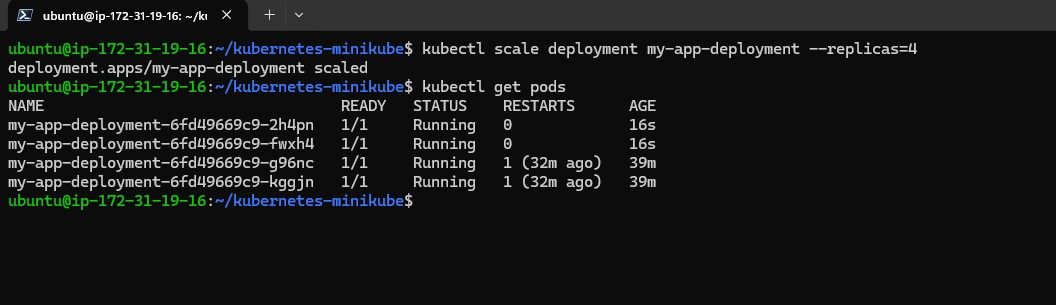 ubuntu@ip-172-31-19-16: ~/ku
ubuntu@ip-172-31-19-16:~/kubernetes-minikube$ kubectl scale deployment my-app-deployment --replicas=4
deployment.apps/my-app-deployment scaled
ubuntu@ip-172-31-19-16:~/kubernetes-minikube$ kubectl get pods
NAME READY STATUS RESTARTS AGE
my-app-deployment-6fd49669c9-2h4pn 1/1 Running 0 16s
my-app-deployment-6fd49669c9-fwxh4 1/1 Running 0 16s
my-app-deployment-6fd49669c9-g96nc 1/1 Running 1 (32m ago) 39m
my-app-deployment-6fd49669c9-kggjn 1/1 Running 1 (32m ago) 39m
ubuntu@ip-172-31-19-16:~/kubernetes-minikube$